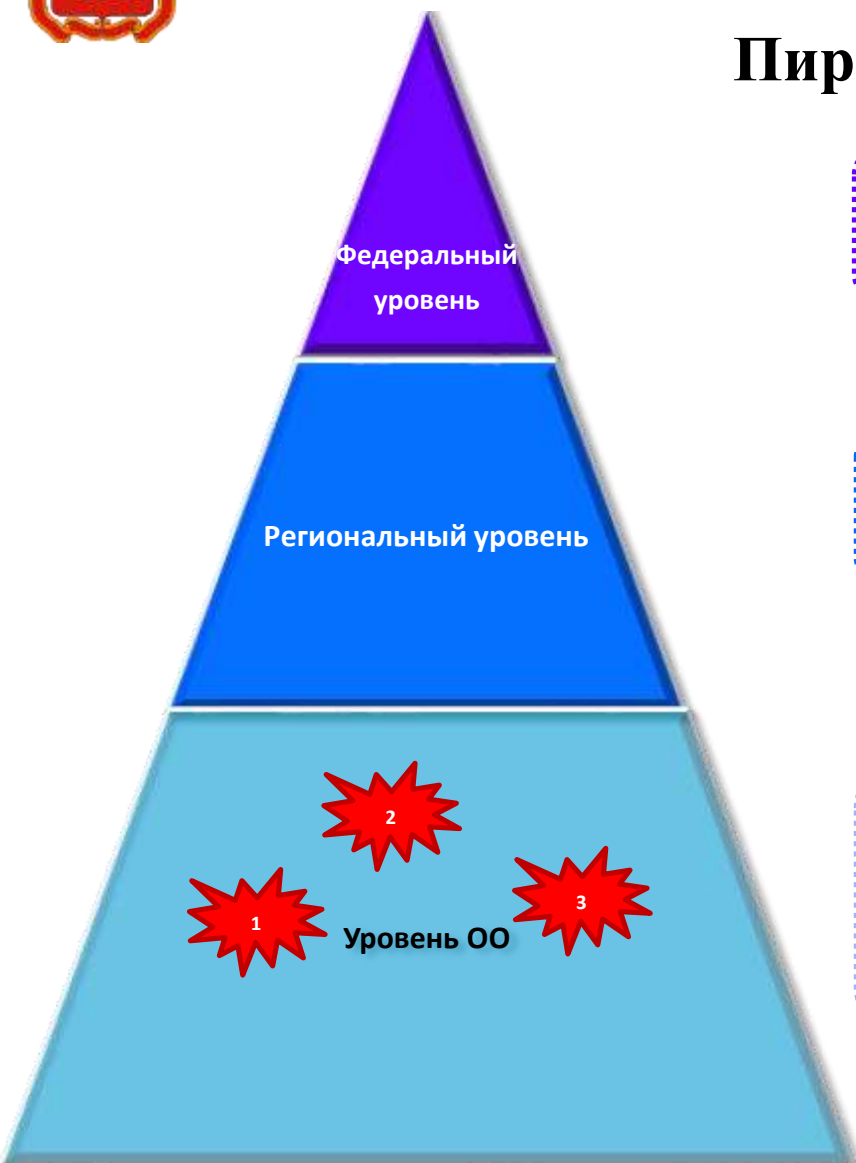 Пир
Федеральный
уровень
Региональный уровень
2
3
1
Уровень ОО